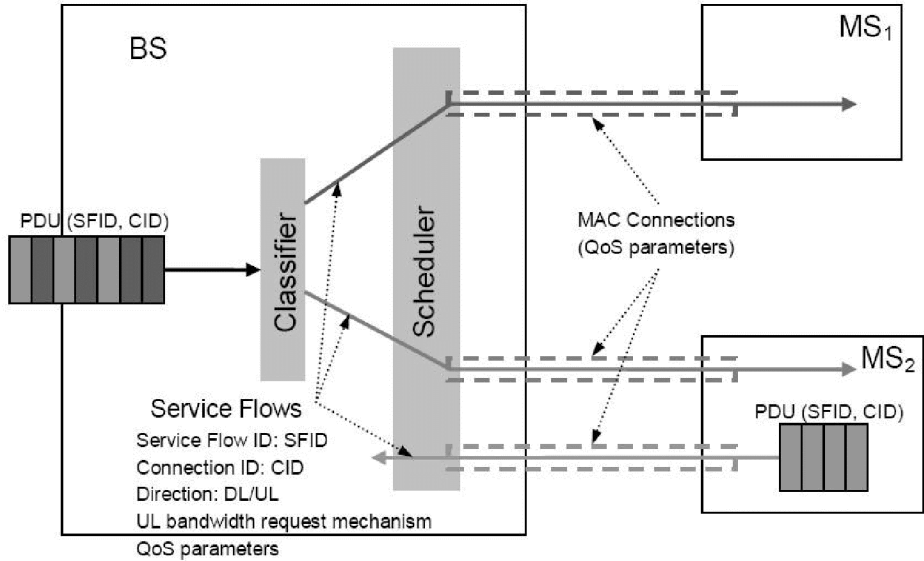 BS
MS1
PDU (SFID, CID)
Classifier
Scheduler
MAC Connections
(QoS parameters)
MS2
PDU (SFID, CID)
Service Flows
Service Flow ID: SFID
Connection ID: CID
Direction: DL/UL
UL bandwidth request mechanism
QoS parameters